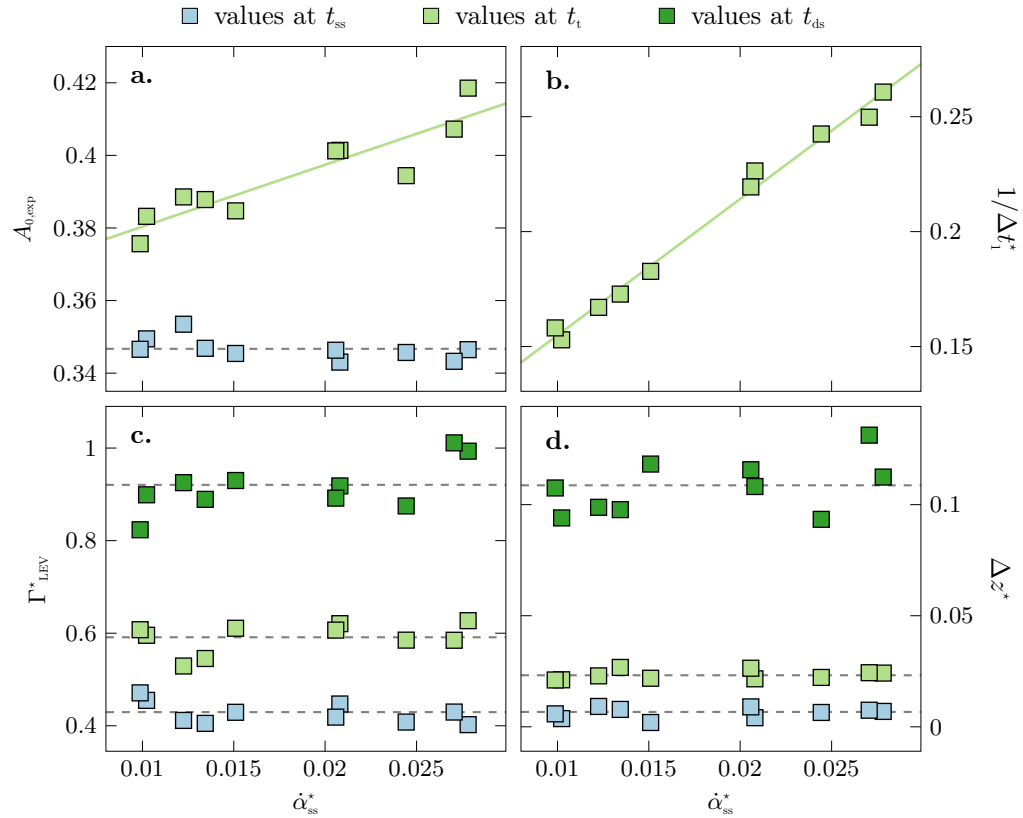 values at t_ss values at t_t values at t_ds
a.
0.42
0.4
0.38
0.36
0.34
A_0,exp
b.
0.25
0.2
0.15
1/Δt*_1
c.
1
0.8
0.6
0.4
Γ*_LEV
0.01 0.015 0.02 0.025
α̇*_ss
d.
0.1
0.05
0
Δz*
0.01 0.015 0.02 0.025
α̇*_ss